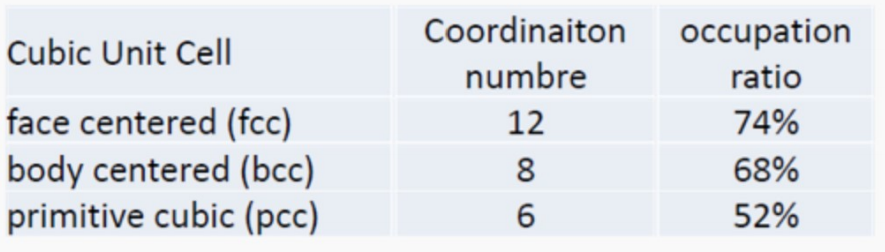 Cubic Unit Cell Coordinaiton numbre occupation ratio
face centered (fcc) 12 74%
body centered (bcc) 8 68%
primitive cubic (pcc) 6 52%